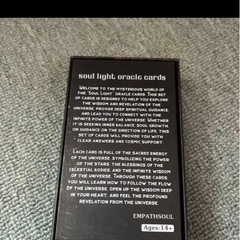 soul light oracle cards
WELCOME TO THE MYSTERIOUS WORLD OF
THE "SOUL LIGHT" ORACLE CARDS. THIS SET
OF CARDS IS DESIGNED TO HELP YOU EXPLORE
THE WISDOM AND REVELATION OF THE
UNIVERSE, PROVIDE DEEP SPIRITUAL GUIDANCE,
AND LEAD YOU TO CONNECT WITH THE
INFINITE POWER OF THE UNIVERSE. WHETHER
IT IS SEEKING INNER BALANCE, SOUL GROWTH
OR GUIDANCE ON THE DIRECTION OF LIFE, THIS
SET OF CARDS WILL PROVIDE YOU WITH
CLEAR ANSWERS AND COSMIC SUPPORT.
EACH CARD IS FULL OF THE SACRED ENERGY
OF THE UNIVERSE, SYMBOLIZING THE POWER
OF THE STARS, THE BLESSINGS OF THE
CELESTIAL BODIES, AND THE INFINITE WISDOM
OF THE UNIVERSE. THROUGH THESE CARDS,
YOU WILL LEARN HOW TO FOLLOW THE FLOW
OF THE UNIVERSE, OPEN UP THE WISDOM DEEP
IN YOUR HEART, AND FEEL THE PROFOUND
REVELATION FROM THE UNIVERSE.
EMPATHSOUL
Ages: 14+